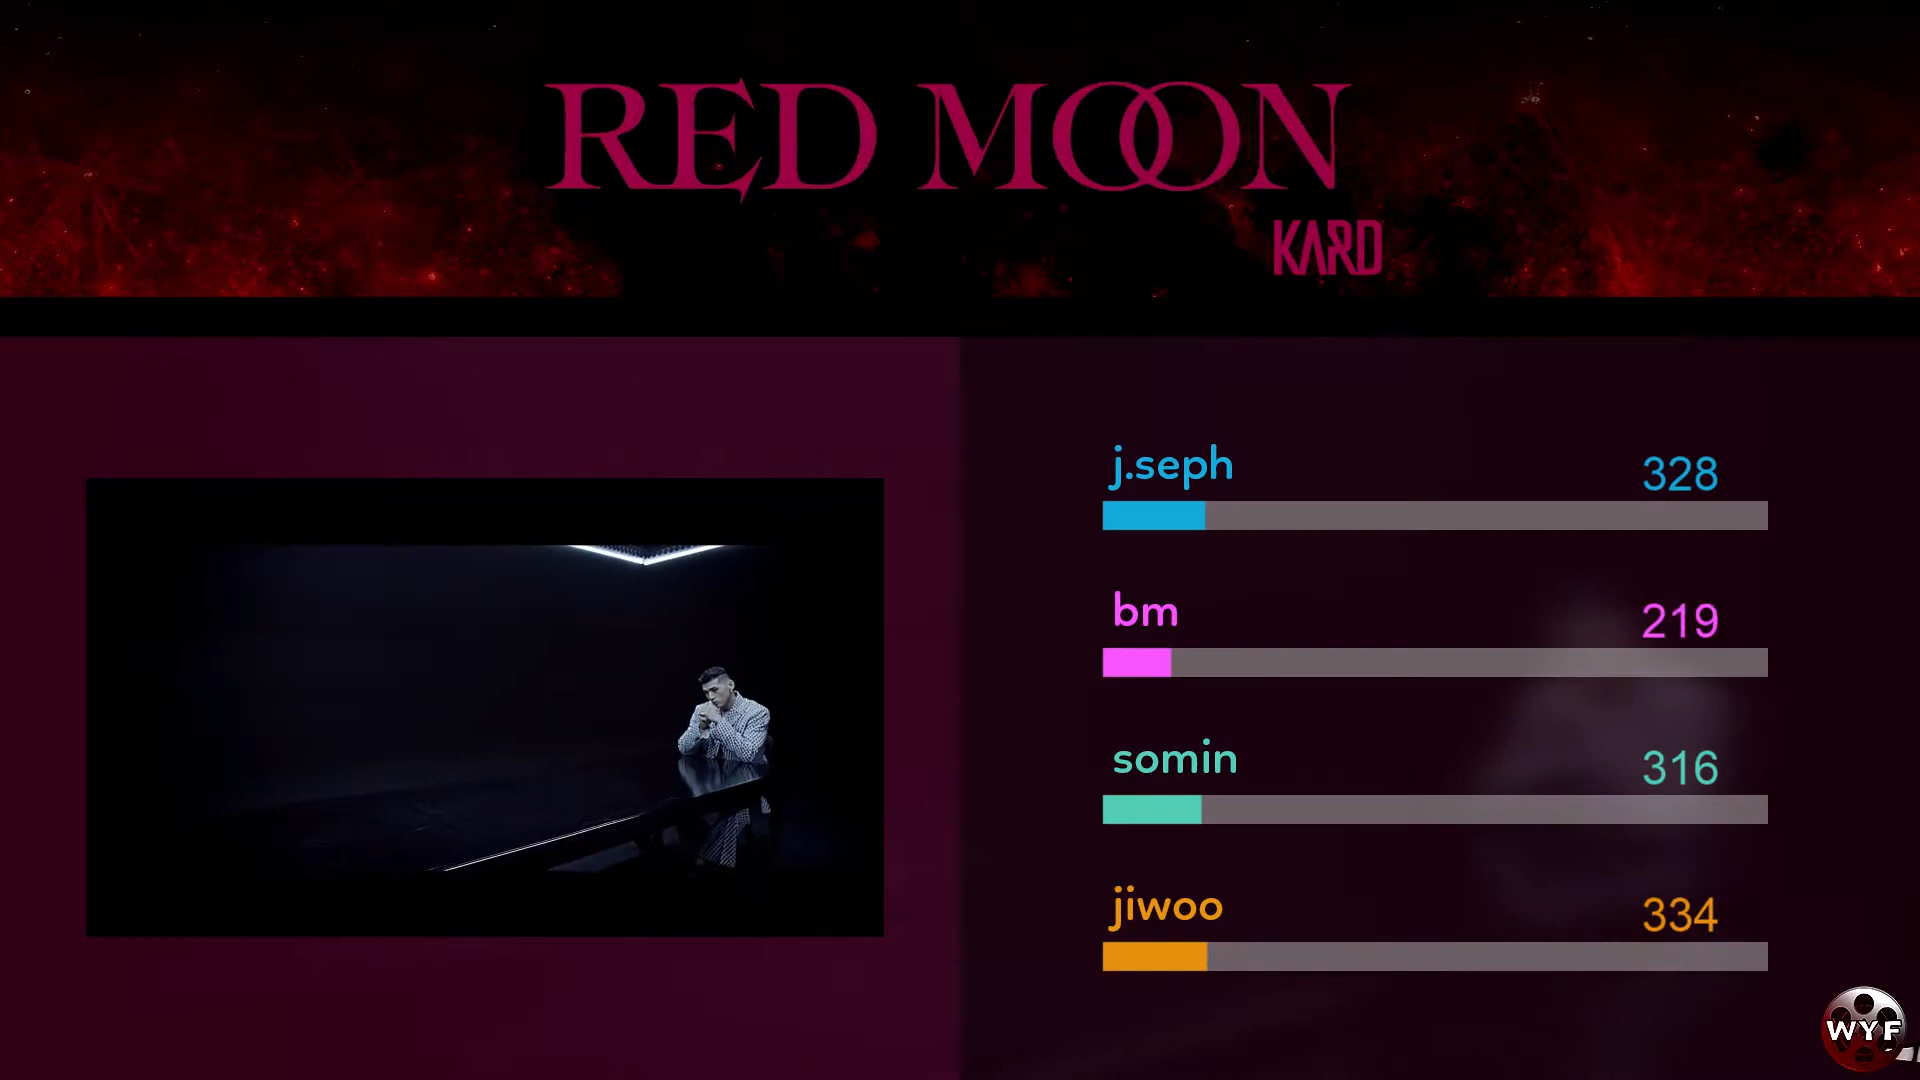 RED MOON
KARD
j.seph 328
bm 219
somin 316
jiwoo 334
WYF